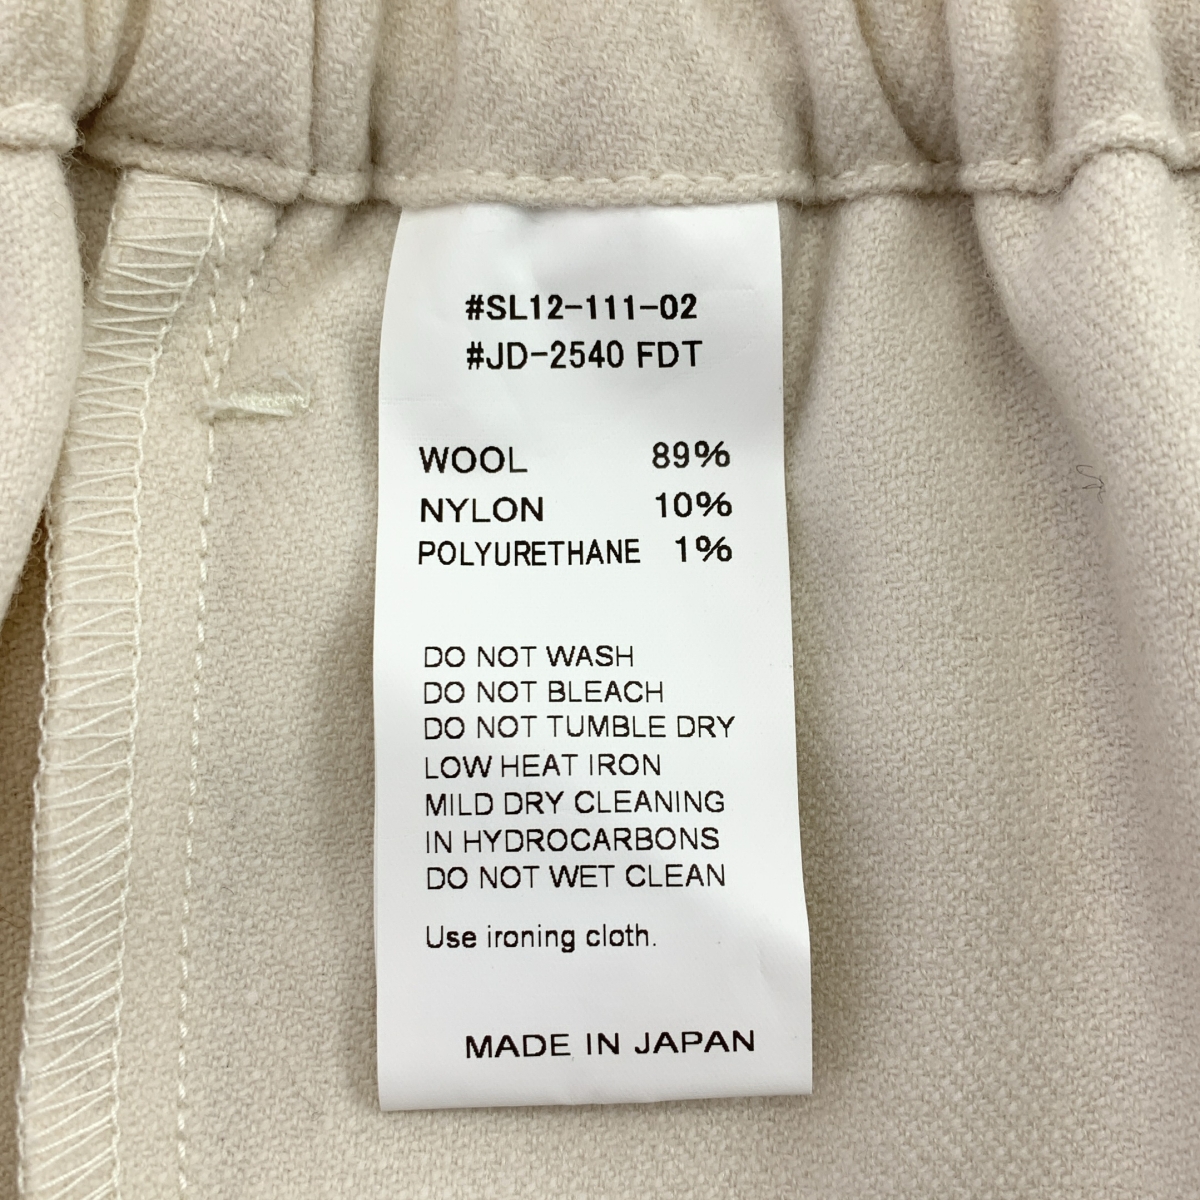 #SL12-111-02
#JD-2540 FDT
WOOL 89%
NYLON 10%
POLYURETHANE 1%
DO NOT WASH
DO NOT BLEACH
DO NOT TUMBLE DRY
LOW HEAT IRON
MILD DRY CLEANING
IN HYDROCARBONS
DO NOT WET CLEAN
Use ironing cloth.
MADE IN JAPAN